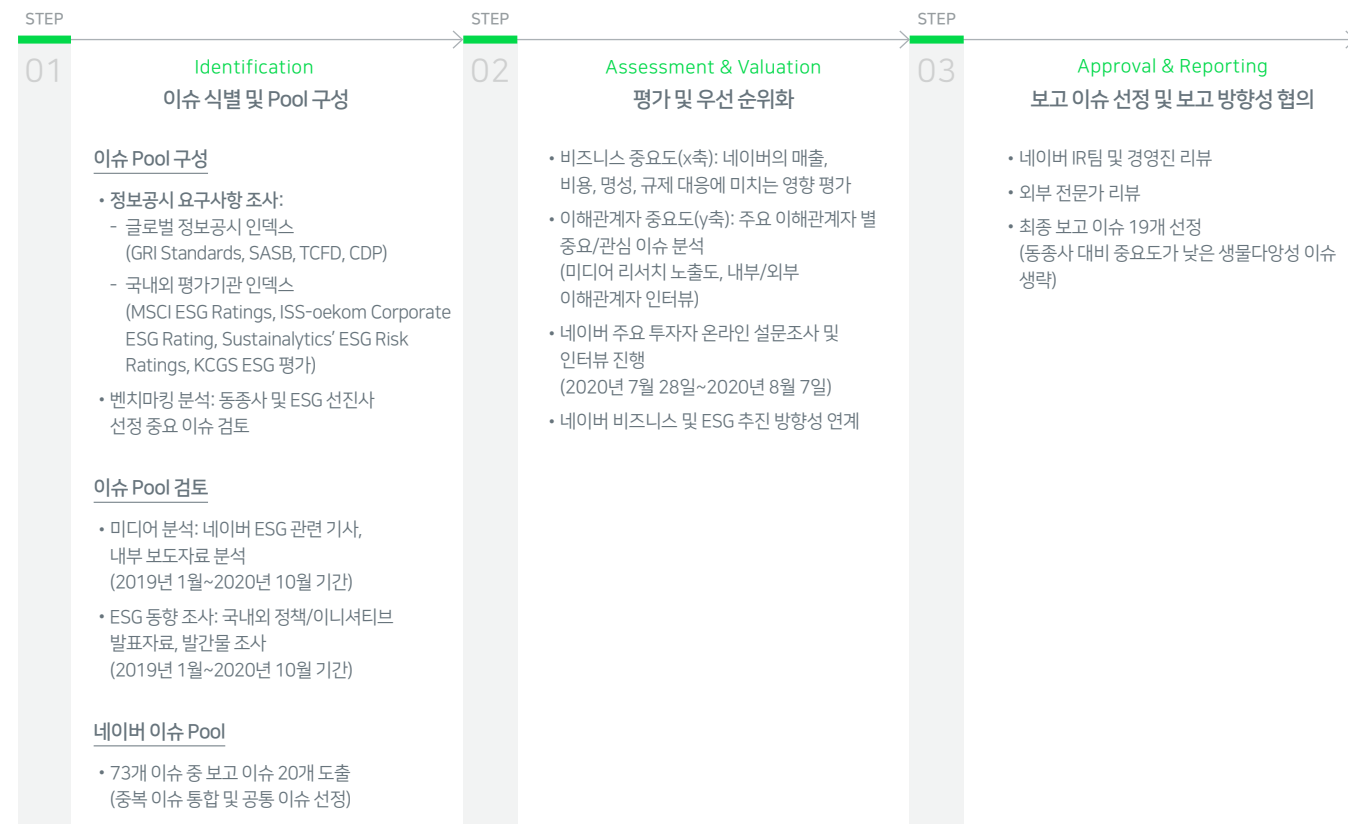 STEP
01
Identification
이슈 식별 및 Pool 구성
이슈 Pool 구성
• 정보공시 요구사항 조사:
- 글로벌 정보공시 인덱스
(GRI Standards, SASB, TCFD, CDP)
- 국내외 평가기관 인덱스
(MSCI ESG Ratings, ISS-oekom Corporate
ESG Rating, Sustainalytics’ ESG Risk
Ratings, KCGS ESG 평가)
• 벤치마킹 분석: 동종사 및 ESG 선진사
선정 중요 이슈 검토
이슈 Pool 검토
• 미디어 분석: 네이버 ESG 관련 기사,
내부 보도자료 분석
(2019년 1월~2020년 10월 기간)
• ESG 동향 조사: 국내외 정책/이니셔티브
발표자료, 발간물 조사
(2019년 1월~2020년 10월 기간)
네이버 이슈 Pool
• 73개 이슈 중 보고 이슈 20개 도출
(중복 이슈 통합 및 공통 이슈 선정)
STEP
02
Assessment & Valuation
평가 및 우선 순위화
• 비즈니스 중요도(x축): 네이버의 매출,
비용, 명성, 규제 대응에 미치는 영향 평가
• 이해관계자 중요도(y축): 주요 이해관계자 별
중요/관심 이슈 분석
(미디어 리서치 노출도, 내부/외부
이해관계자 인터뷰)
• 네이버 주요 투자자 온라인 설문조사 및
인터뷰 진행
(2020년 7월 28일~2020년 8월 7일)
• 네이버 비즈니스 및 ESG 추진 방향성 연계
STEP
03
Approval & Reporting
보고 이슈 선정 및 보고 방향성 협의
• 네이버 IR팀 및 경영진 리뷰
• 외부 전문가 리뷰
• 최종 보고 이슈 19개 선정
(동종사 대비 중요도가 낮은 생물다양성 이슈
생략)